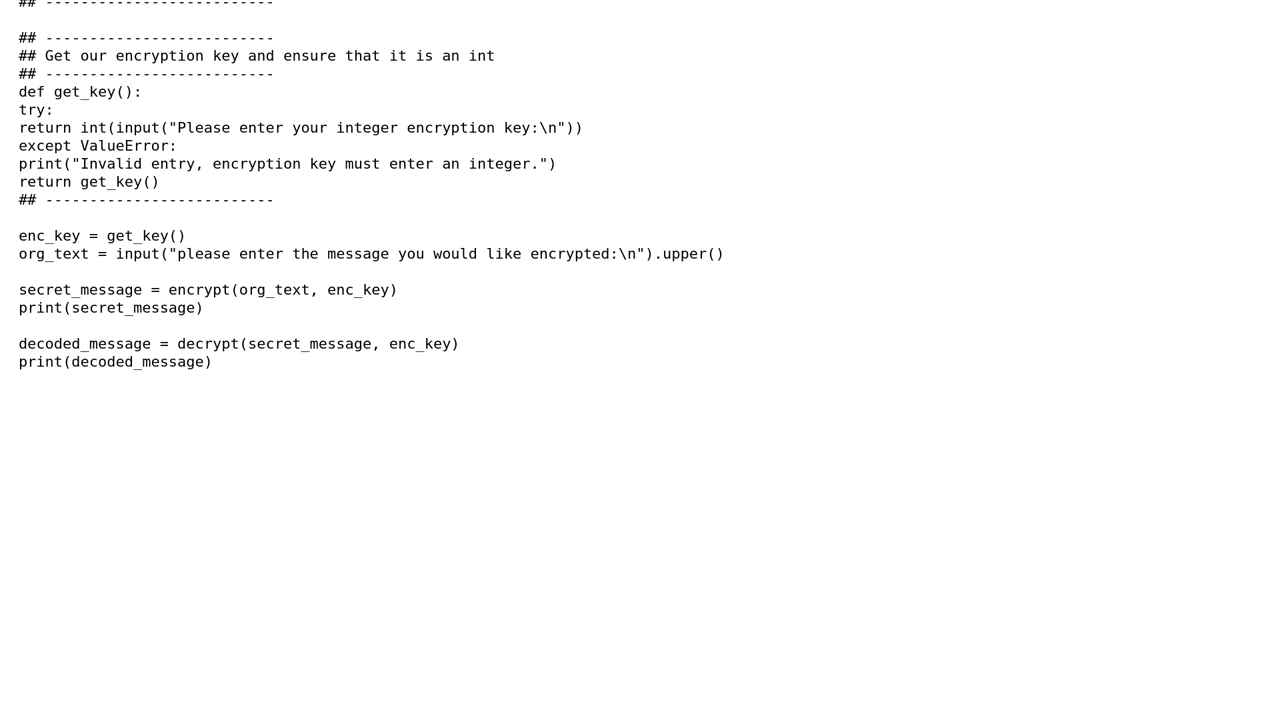 ## --------------------------
## --------------------------
## Get our encryption key and ensure that it is an int
## --------------------------
def get_key():
try:
return int(input("Please enter your integer encryption key:\n"))
except ValueError:
print("Invalid entry, encryption key must enter an integer.")
return get_key()
## --------------------------
enc_key = get_key()
org_text = input("please enter the message you would like encrypted:\n").upper()
secret_message = encrypt(org_text, enc_key)
print(secret_message)
decoded_message = decrypt(secret_message, enc_key)
print(decoded_message)